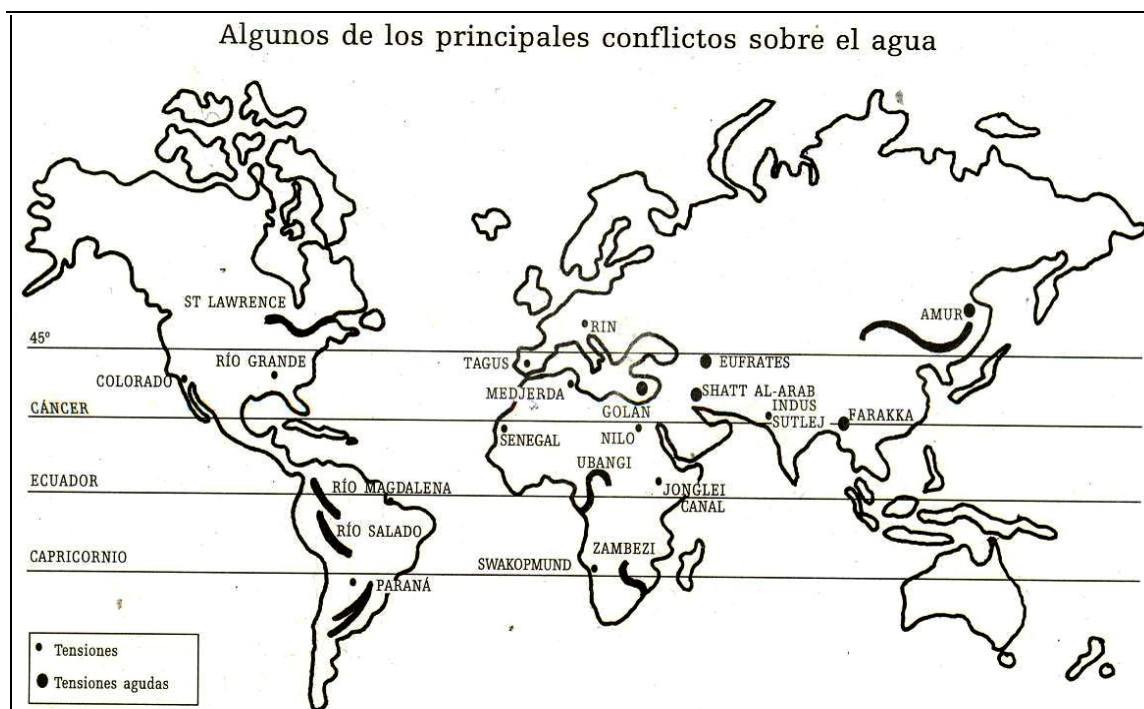 Algunos de los principales conflictos sobre el agua
ST LAWRENCE
AMUR
RIN
45º
RÍO GRANDE
TAGUS
EUFRATES
COLORADO
MEDJERDA
SHATT AL-ARAB
CÁNCER
GOLÁN
INDUS
SUTLEJ
FARAKKA
SENEGAL
NILO
UBANGI
ECUADOR
RÍO MAGDALENA
JONGLEI
CANAL
RÍO SALADO
CAPRICORNIO
SWAKOPMUND
ZAMBEZI
PARANÁ
Tensiones
Tensiones agudas